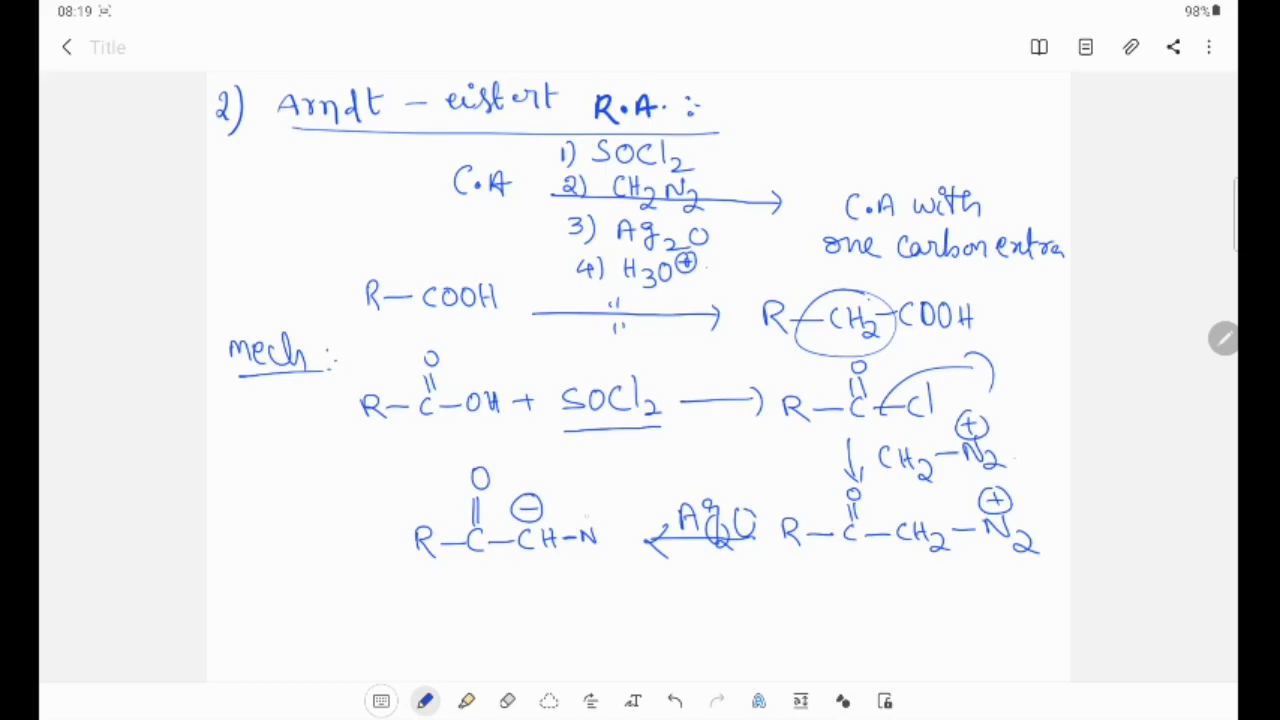 08:19
98%
Title
2) Arndt - eistert R.A. :
1) SOCl2
C.A 2) CH2N2
3) Ag2O
4) H3O⊕
C.A with
one carbon extra
R-COOH " " R-CH2-COOH
mech:
O
||
R-C-OH + SOCl2 → R-C-Cl
O
||
↓ CH2-N2 ⊕
O
||
R-C-CH2-N2 ⊕
Ag2O
O
||
R-C-CH-N ⊖